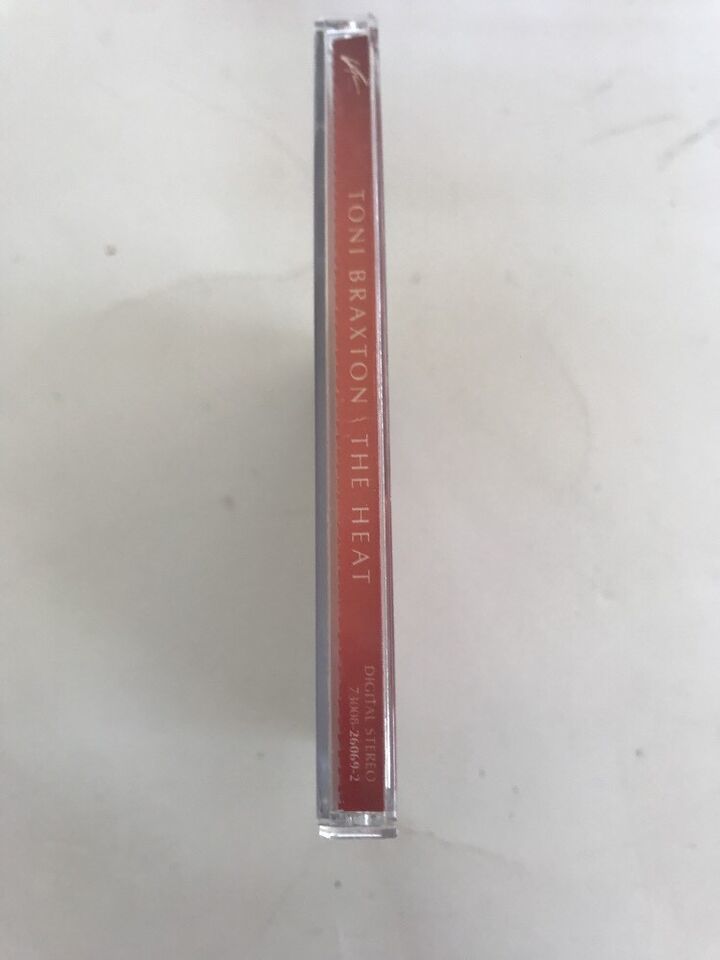 TONI BRAXTON } THE HEAT
DIGITAL STEREO
73008-26069-2